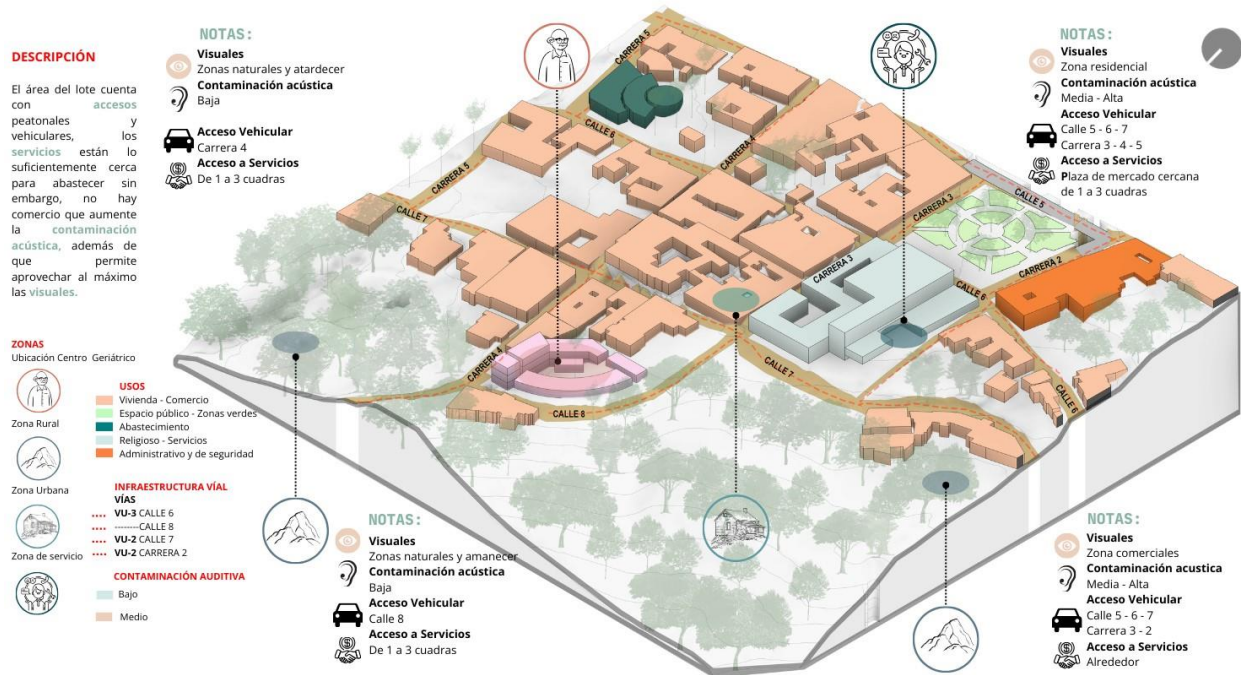 DESCRIPCIÓN
El área del lote cuenta
con accesos
peatonales y
vehiculares, los
servicios están lo
suficientemente cerca
para abastecer sin
embargo, no hay
comercio que aumente
la contaminación
acústica, además de
que permite
aprovechar al máximo
las visuales.
ZONAS
Ubicación Centro Geriátrico
Zona Rural
Zona Urbana
Zona de servicio
USOS
Vivienda - Comercio
Espacio público - Zonas verdes
Abastecimiento
Religioso - Servicios
Administrativo y de seguridad
INFRAESTRUCTURA VÍAL
VÍAS
VU-3 CALLE 6
--------CALLE 8
VU-2 CALLE 7
VU-2 CARRERA 2
CONTAMINACIÓN AUDITIVA
Bajo
Medio
NOTAS:
Visuales
Zonas naturales y atardecer
Contaminación acústica
Baja
Acceso Vehicular
Carrera 4
Acceso a Servicios
De 1 a 3 cuadras
NOTAS:
Visuales
Zona residencial
Contaminación acústica
Media - Alta
Acceso Vehicular
Calle 5 - 6 - 7
Carrera 3 - 4 - 5
Acceso a Servicios
Plaza de mercado cercana
de 1 a 3 cuadras
CARRERA 5
CALLE 6
CARRERA 4
CARRERA 5
CALLE 7
CARRERA 3
CALLE 5
CARRERA 3
CARRERA 2
CALLE 6
CARRERA 4
CALLE 7
CALLE 8
CALLE 6
NOTAS:
Visuales
Zonas naturales y amanecer
Contaminación acústica
Baja
Acceso Vehicular
Calle 8
Acceso a Servicios
De 1 a 3 cuadras
NOTAS:
Visuales
Zona comerciales
Contaminación acustica
Media - Alta
Acceso Vehicular
Calle 5 - 6 - 7
Carrera 3 - 2
Acceso a Servicios
Alrededor